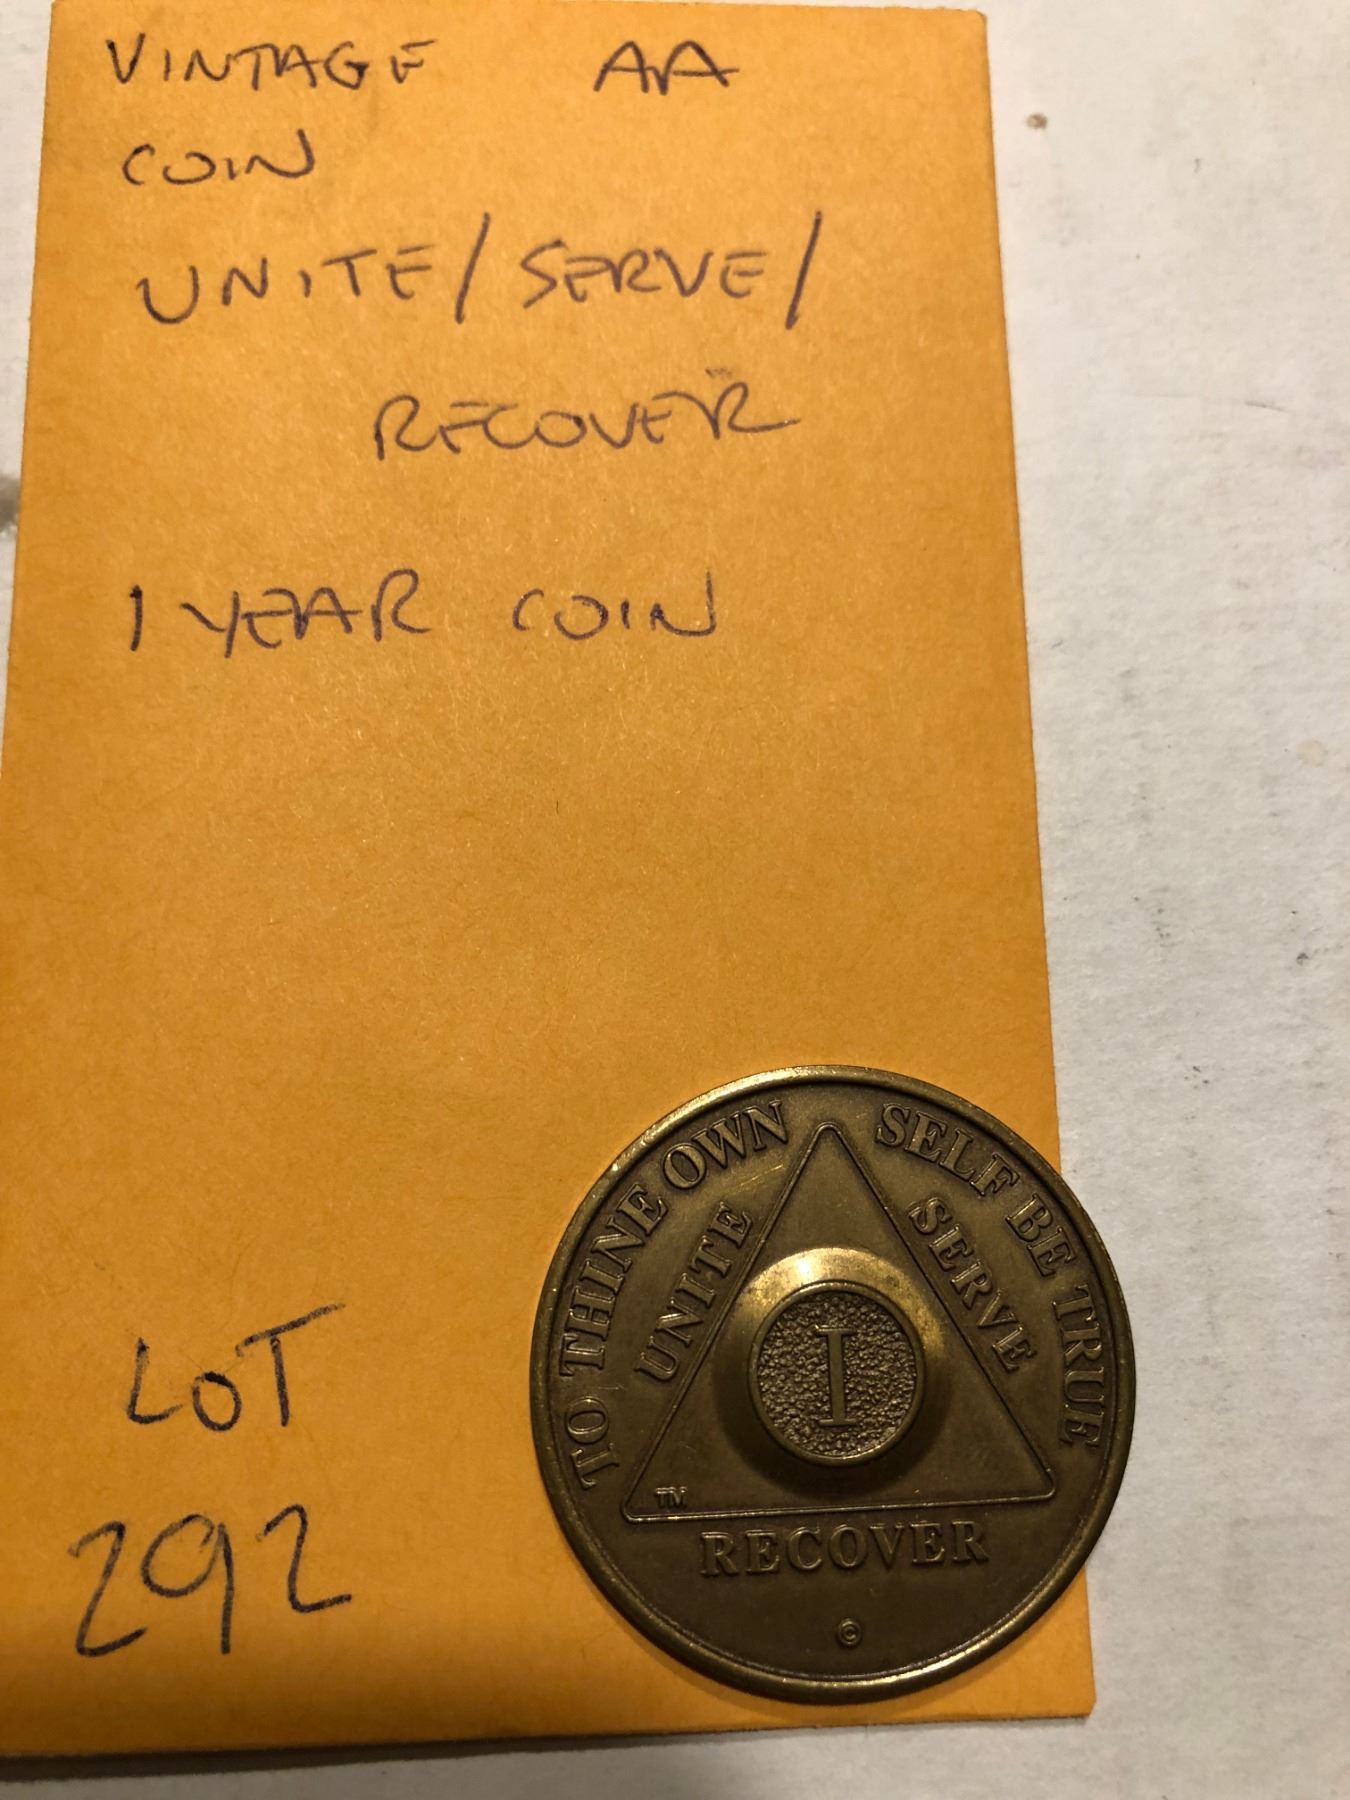 VINTAGE AA
COIN
UNITE/SERVE/
RECOVER
1 YEAR COIN
LOT
292
TO THINE OWN SELF BE TRUE
UNITE
SERVE
I
TM
RECOVER
©